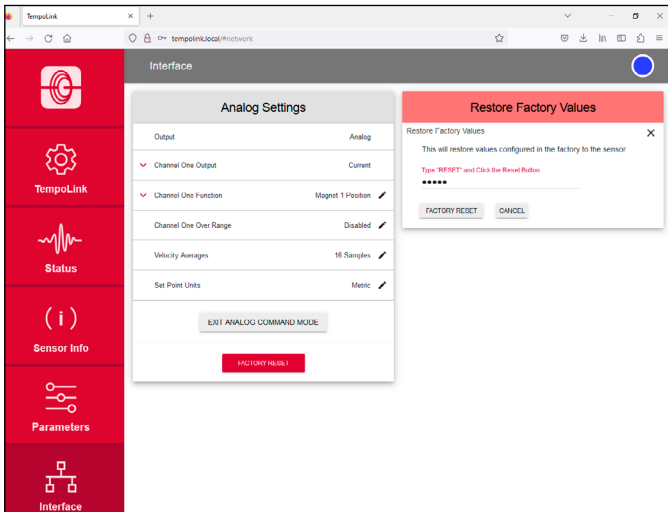 TempoLink
tempolink.local/#network
Interface
TempoLink
Status
Sensor Info
Parameters
Interface
Analog Settings
Output Analog
Channel One Output Current
Channel One Function Magnet 1 Position
Channel One Over Range Disabled
Velocity Averages 16 Samples
Set Point Units Metric
EXIT ANALOG COMMAND MODE
FACTORY RESET
Restore Factory Values
Restore Factory Values
This will restore values configured in the factory to the sensor
Type "RESET" and Click the Reset Button
•••••
FACTORY RESET CANCEL